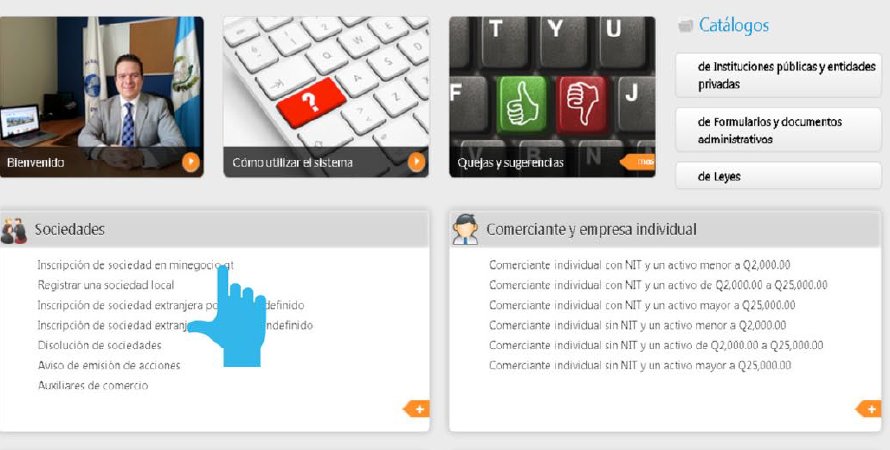 T Y U
F J
B N
Bienvenido
Cómo utilizar el sistema
Quejas y sugerencias
mas
Catálogos
de Instituciones públicas y entidades
privadas
de Formularios y documentos
administrativos
de Leyes
Sociedades
Inscripción de sociedad en minegocio.gt
Registrar una sociedad local
Inscripción de sociedad extranjera po definido
Inscripción de sociedad extranj ndefinido
Disolución de sociedades
Aviso de emisión de acciones
Auxiliares de comercio
Comerciante y empresa individual
Comerciante individual con NIT y un activo menor a Q2,000.00
Comerciante individual con NIT y un activo de Q2,000.00 a Q25,000.00
Comerciante individual con NIT y un activo mayor a Q25,000.00
Comerciante individual sin NIT y un activo menor a Q2,000.00
Comerciante individual sin NIT y un activo de Q2,000.00 a Q25,000.00
Comerciante individual sin NIT y un activo mayor a Q25,000.00